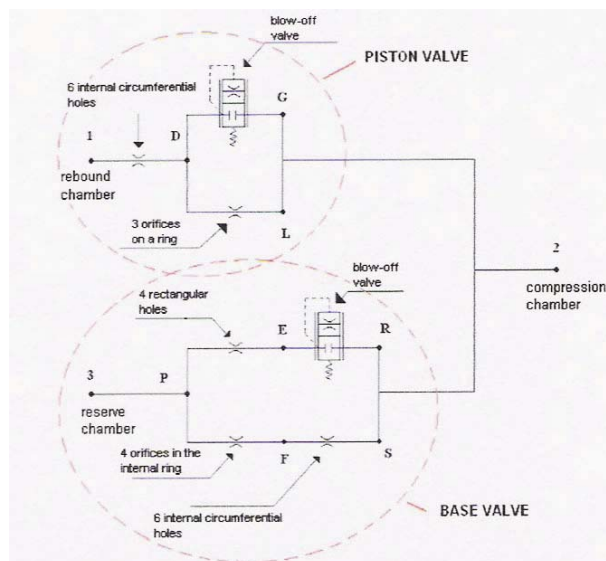 blow-off
valve
PISTON VALVE
6 internal circumferential
holes
G
1
D
rebound
chamber
3 orifices
on a ring
L
2
compression
chamber
blow-off
valve
4 rectangular
holes
E
R
3
P
reserve
chamber
4 orifices in the
internal ring
F
S
6 internal circumferential
holes
BASE VALVE